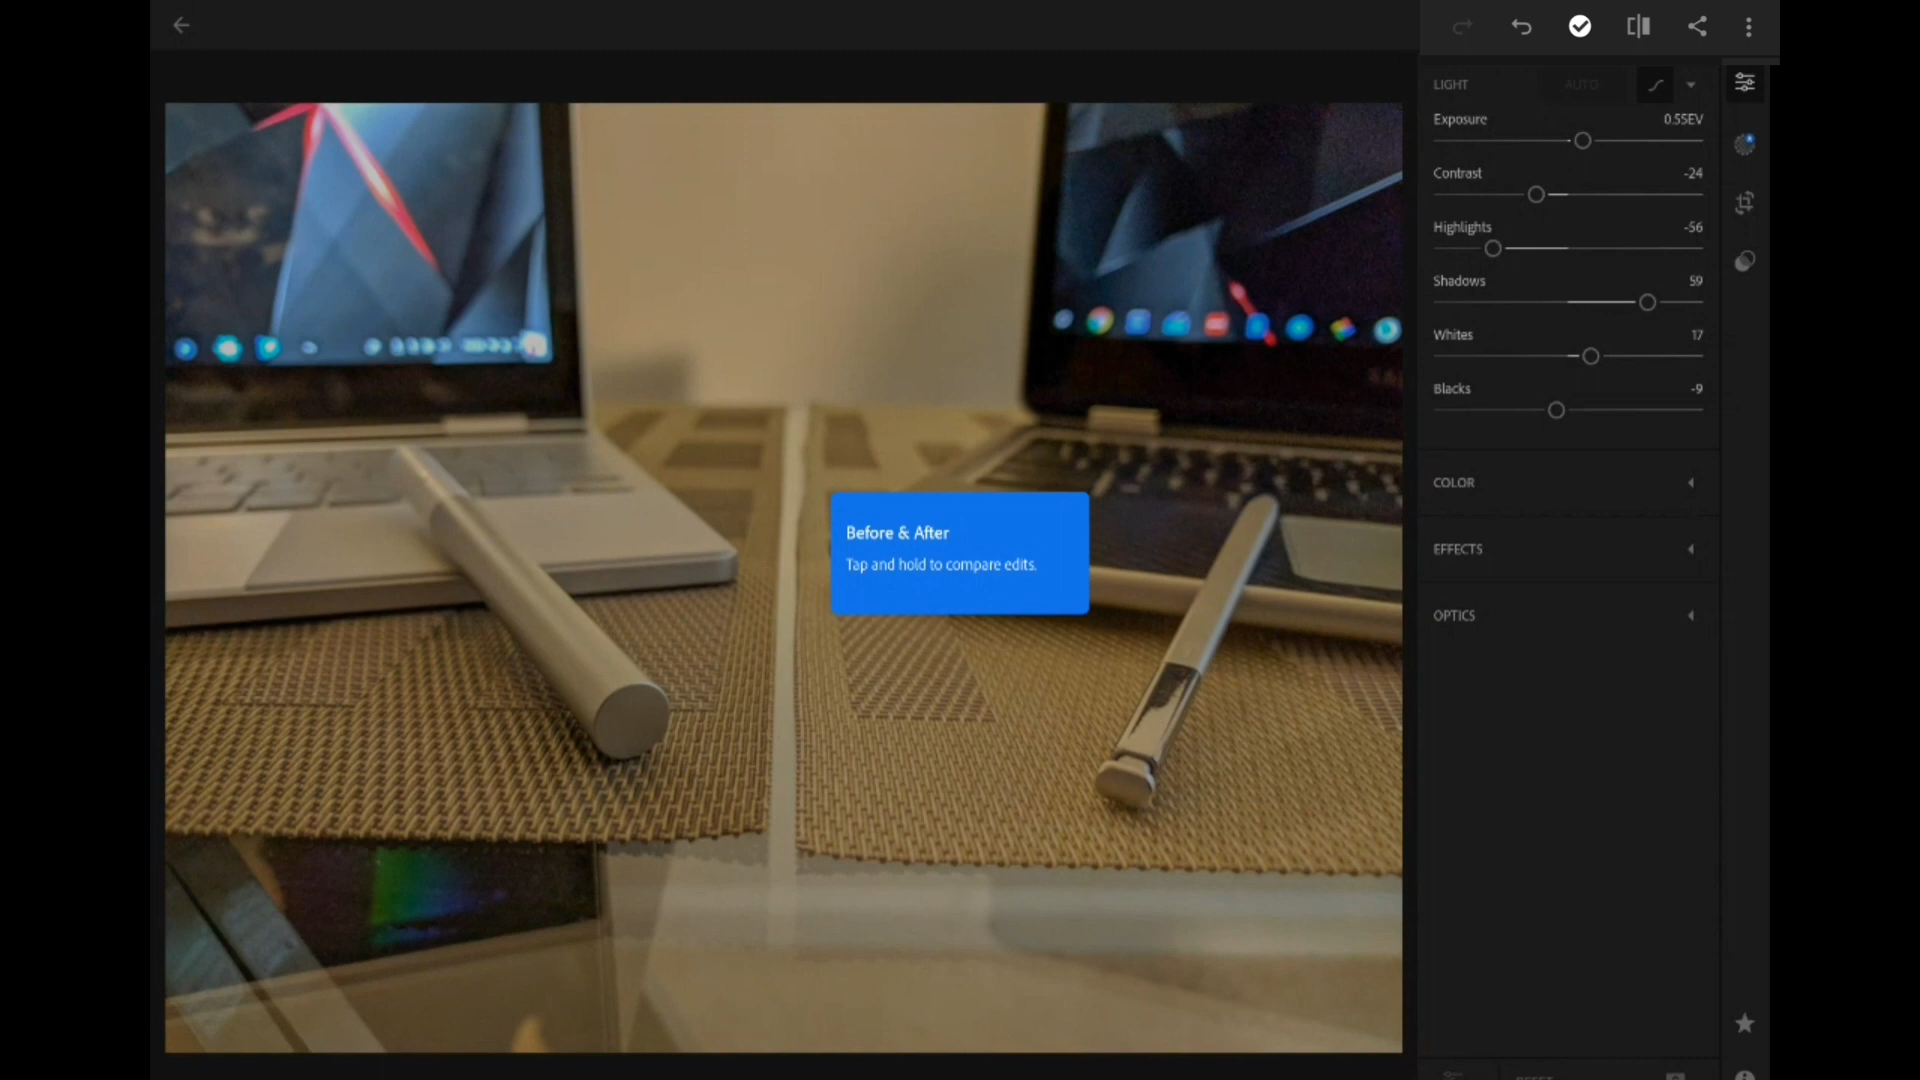 LIGHT
AUTO
Exposure
0.55EV
Contrast
-24
Highlights
-56
Shadows
59
Whites
17
Blacks
-9
COLOR
EFFECTS
OPTICS
Before & After
Tap and hold to compare edits.